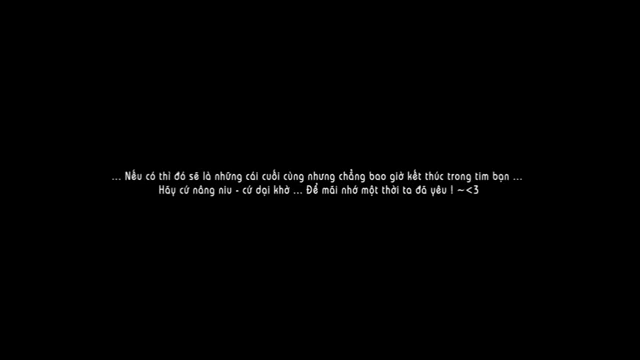 ... Nếu có thì đó sẽ là những cái cuối cùng nhưng chẳng bao giờ kết thúc trong tim bạn ...
Hãy cứ nâng niu - cứ dại khờ ... Để mãi nhớ một thời ta đã yêu ! ~<3